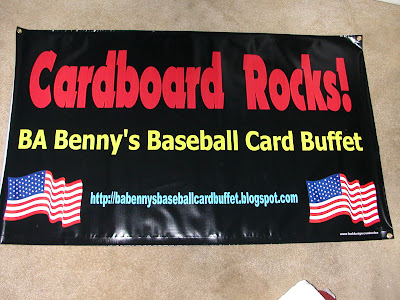 Cardboard Rocks!
BA Benny's Baseball Card Buffet
http://babennysbaseballcardbuffet.blogspot.com